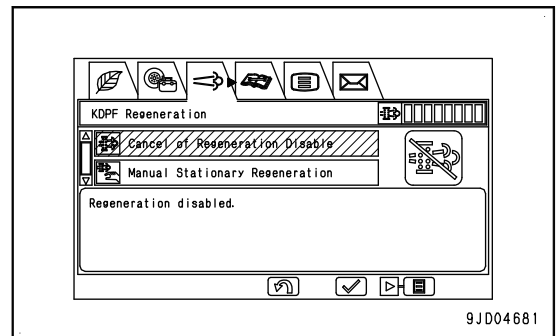 KDPF Regeneration
Cancel of Regeneration Disable
Manual Stationary Regeneration
Regeneration disabled.
9JD04681